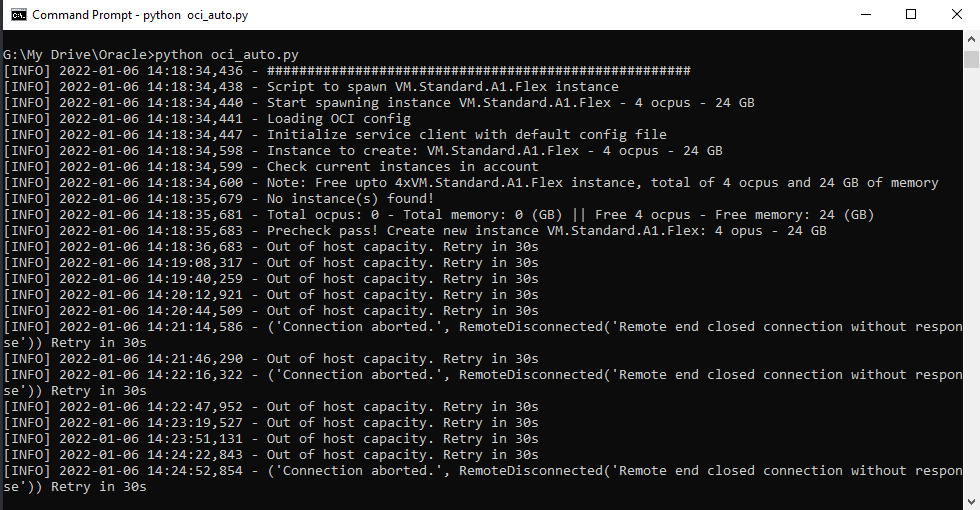 Command Prompt - python  oci_auto.py
G:\My Drive\Oracle>python oci_auto.py
[INFO] 2022-01-06 14:18:34,436 - #####################################################
[INFO] 2022-01-06 14:18:34,438 - Script to spawn VM.Standard.A1.Flex instance
[INFO] 2022-01-06 14:18:34,440 - Start spawning instance VM.Standard.A1.Flex - 4 ocpus - 24 GB
[INFO] 2022-01-06 14:18:34,441 - Loading OCI config
[INFO] 2022-01-06 14:18:34,447 - Initialize service client with default config file
[INFO] 2022-01-06 14:18:34,598 - Instance to create: VM.Standard.A1.Flex - 4 ocpus - 24 GB
[INFO] 2022-01-06 14:18:34,599 - Check current instances in account
[INFO] 2022-01-06 14:18:34,600 - Note: Free upto 4xVM.Standard.A1.Flex instance, total of 4 ocpus and 24 GB of memory
[INFO] 2022-01-06 14:18:35,679 - No instance(s) found!
[INFO] 2022-01-06 14:18:35,681 - Total ocpus: 0 - Total memory: 0 (GB) || Free 4 ocpus - Free memory: 24 (GB)
[INFO] 2022-01-06 14:18:35,683 - Precheck pass! Create new instance VM.Standard.A1.Flex: 4 opus - 24 GB
[INFO] 2022-01-06 14:18:36,683 - Out of host capacity. Retry in 30s
[INFO] 2022-01-06 14:19:08,317 - Out of host capacity. Retry in 30s
[INFO] 2022-01-06 14:19:40,259 - Out of host capacity. Retry in 30s
[INFO] 2022-01-06 14:20:12,921 - Out of host capacity. Retry in 30s
[INFO] 2022-01-06 14:20:44,509 - Out of host capacity. Retry in 30s
[INFO] 2022-01-06 14:21:14,586 - ('Connection aborted.', RemoteDisconnected('Remote end closed connection without respon
se')) Retry in 30s
[INFO] 2022-01-06 14:21:46,290 - Out of host capacity. Retry in 30s
[INFO] 2022-01-06 14:22:16,322 - ('Connection aborted.', RemoteDisconnected('Remote end closed connection without respon
se')) Retry in 30s
[INFO] 2022-01-06 14:22:47,952 - Out of host capacity. Retry in 30s
[INFO] 2022-01-06 14:23:19,527 - Out of host capacity. Retry in 30s
[INFO] 2022-01-06 14:23:51,131 - Out of host capacity. Retry in 30s
[INFO] 2022-01-06 14:24:22,843 - Out of host capacity. Retry in 30s
[INFO] 2022-01-06 14:24:52,854 - ('Connection aborted.', RemoteDisconnected('Remote end closed connection without respon
se')) Retry in 30s